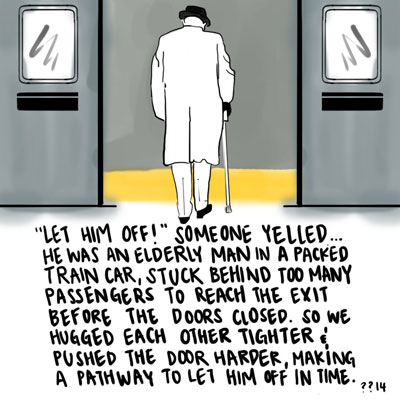 "LET HIM OFF!" SOMEONE YELLED...
HE WAS AN ELDERLY MAN IN A PACKED
TRAIN CAR, STUCK BEHIND TOO MANY
PASSENGERS TO REACH THE EXIT
BEFORE THE DOORS CLOSED. SO WE
HUGGED EACH OTHER TIGHTER &
PUSHED THE DOOR HARDER, MAKING
A PATHWAY TO LET HIM OFF IN TIME.
??14